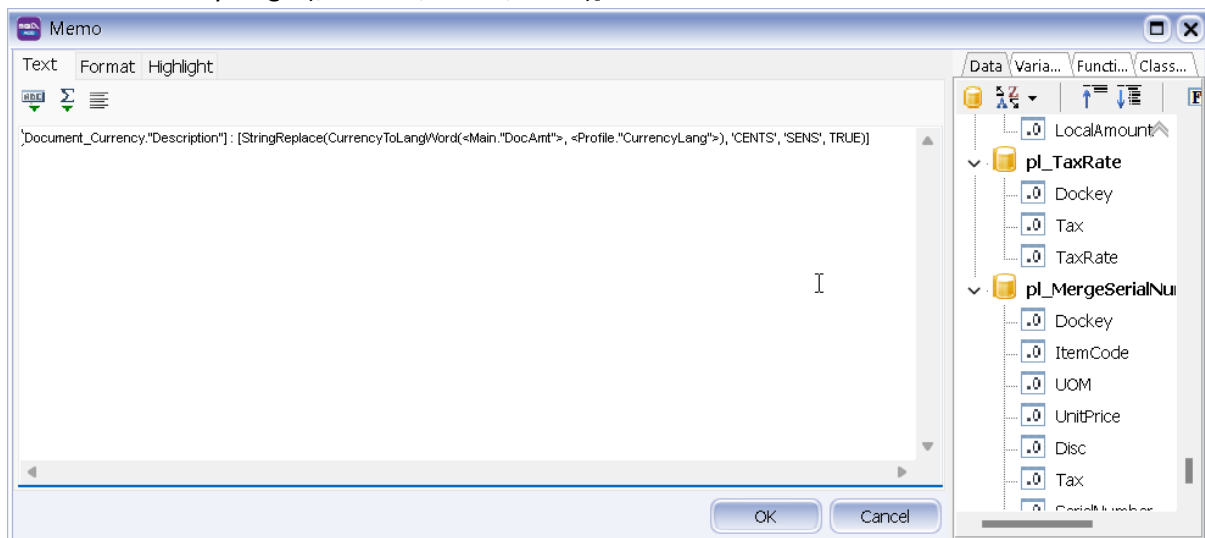 Memo
Text Format Highlight
Data Varia... Functi... Class...
Document_Currency."Description"] : [StringReplace(CurrencyToLangWord(<Main."DocAmt">, <Profile."CurrencyLang">), 'CENTS', 'SENS', TRUE)]
LocalAmount
pl_TaxRate
Dockey
Tax
TaxRate
pl_MergeSerialNu
Dockey
ItemCode
UOM
UnitPrice
Disc
Tax
OK Cancel